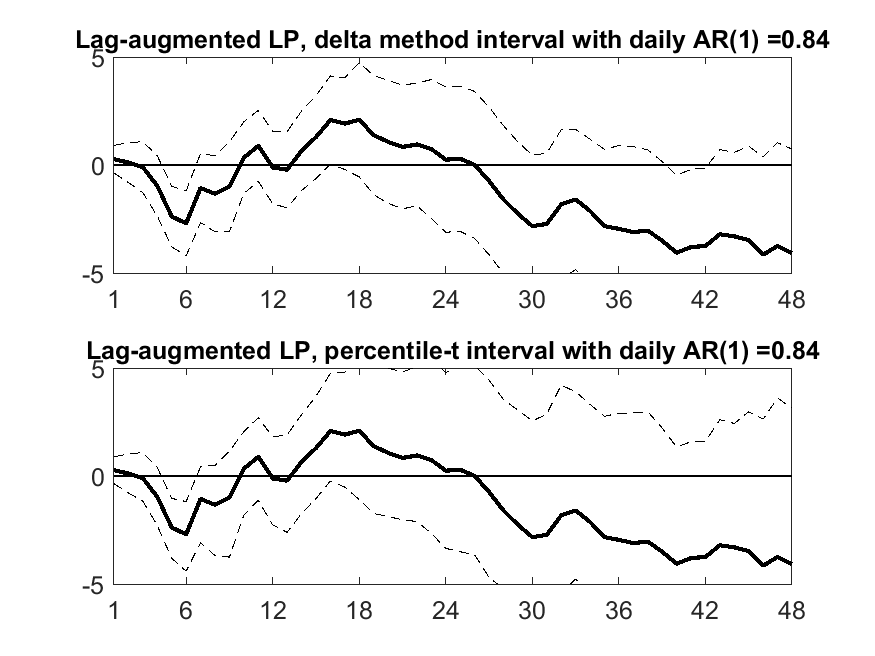 Lag-augmented LP, delta method interval with daily AR(1) =0.84
5
0
-5
1 6 12 18 24 30 36 42 48
Lag-augmented LP, percentile-t interval with daily AR(1) =0.84
5
0
-5
1 6 12 18 24 30 36 42 48